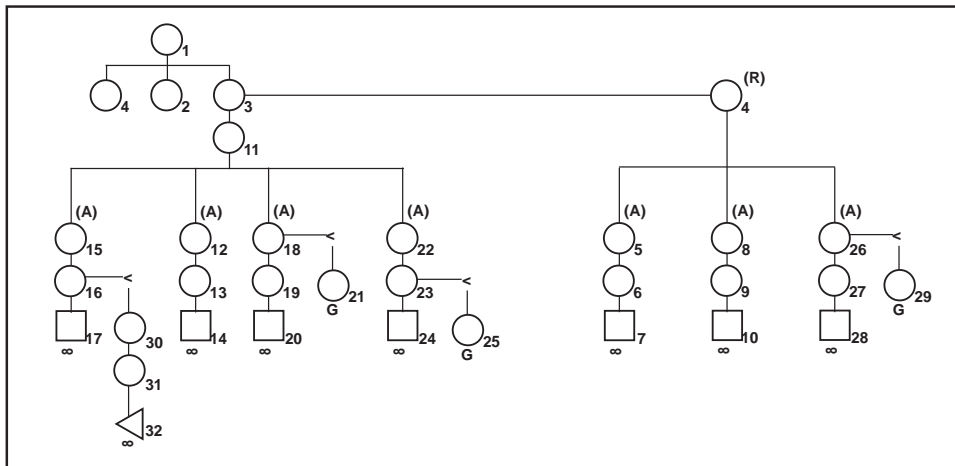 1
(R)
4 2 3 4
11
(A) (A) (A) (A) (A) (A) (A)
15 12 18 < 22 5 8 26 <
16 < 13 19 21 23 < 6 9 27 29
G G
17 30 14 20 24 25 7 10 28
∞ ∞ ∞ ∞ G ∞ ∞ ∞
31
32
∞